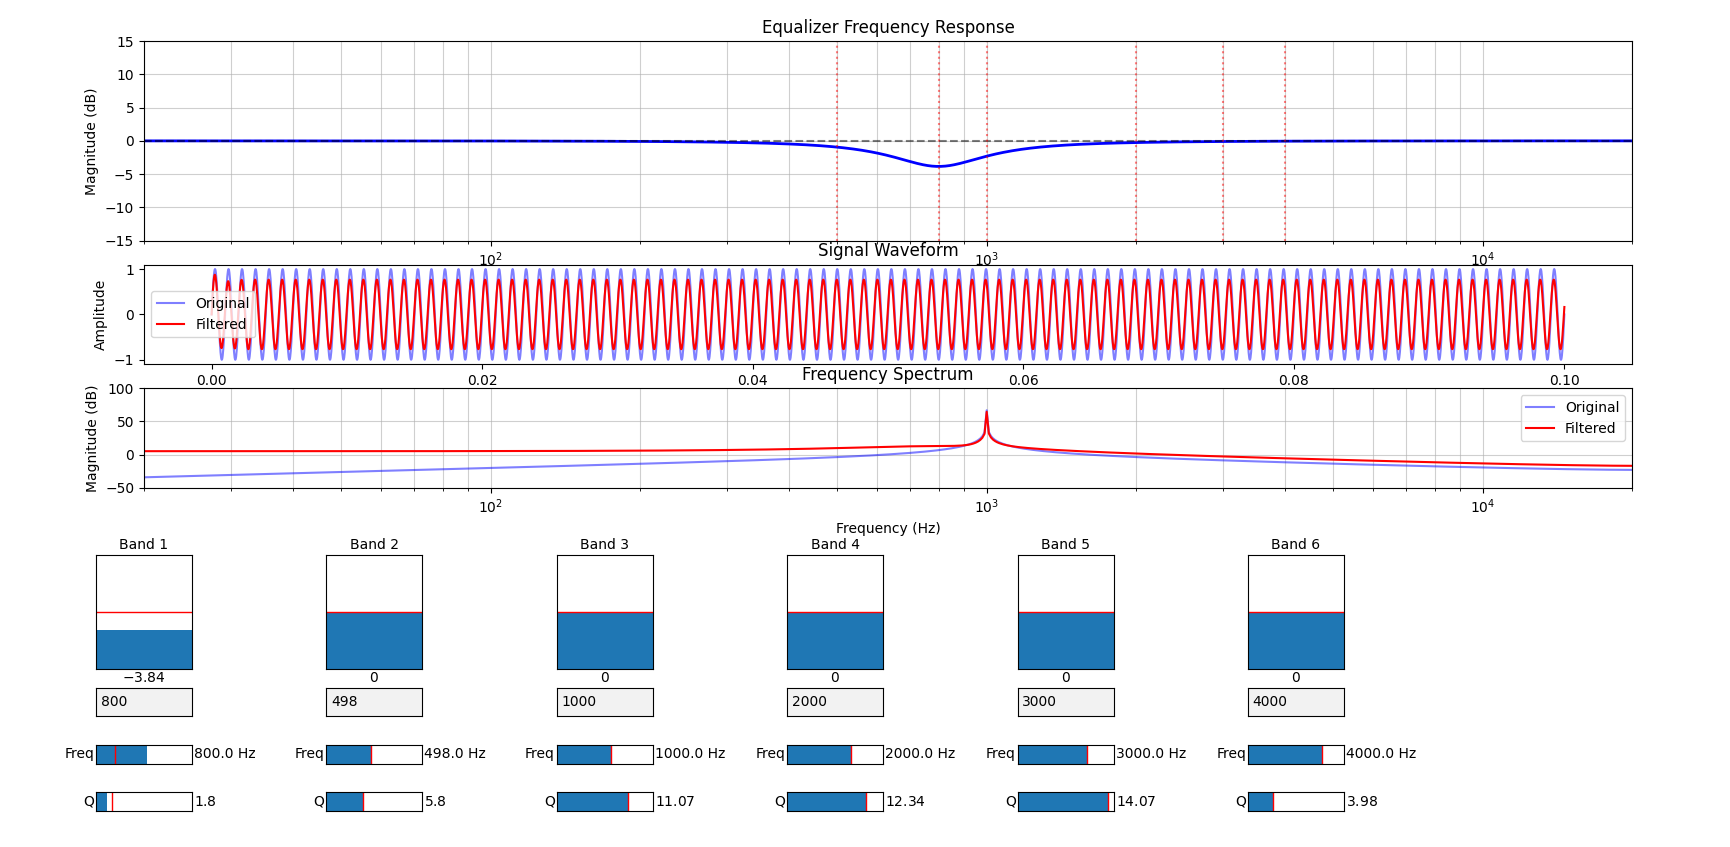 Equalizer Frequency Response
Magnitude (dB)
15
10
5
0
−5
−10
−15
10²
10³
10⁴
Signal Waveform
Amplitude
1
0
−1
Original
Filtered
0.00
0.02
0.04
0.06
0.08
0.10
Frequency Spectrum
Magnitude (dB)
100
50
0
−50
Original
Filtered
10²
10³
10⁴
Frequency (Hz)
Band 1 Band 2 Band 3 Band 4 Band 5 Band 6
−3.84 0 0 0 0 0
800 498 1000 2000 3000 4000
Freq 800.0 Hz Freq 498.0 Hz Freq 1000.0 Hz Freq 2000.0 Hz Freq 3000.0 Hz Freq 4000.0 Hz
Q 1.8 Q 5.8 Q 11.07 Q 12.34 Q 14.07 Q 3.98